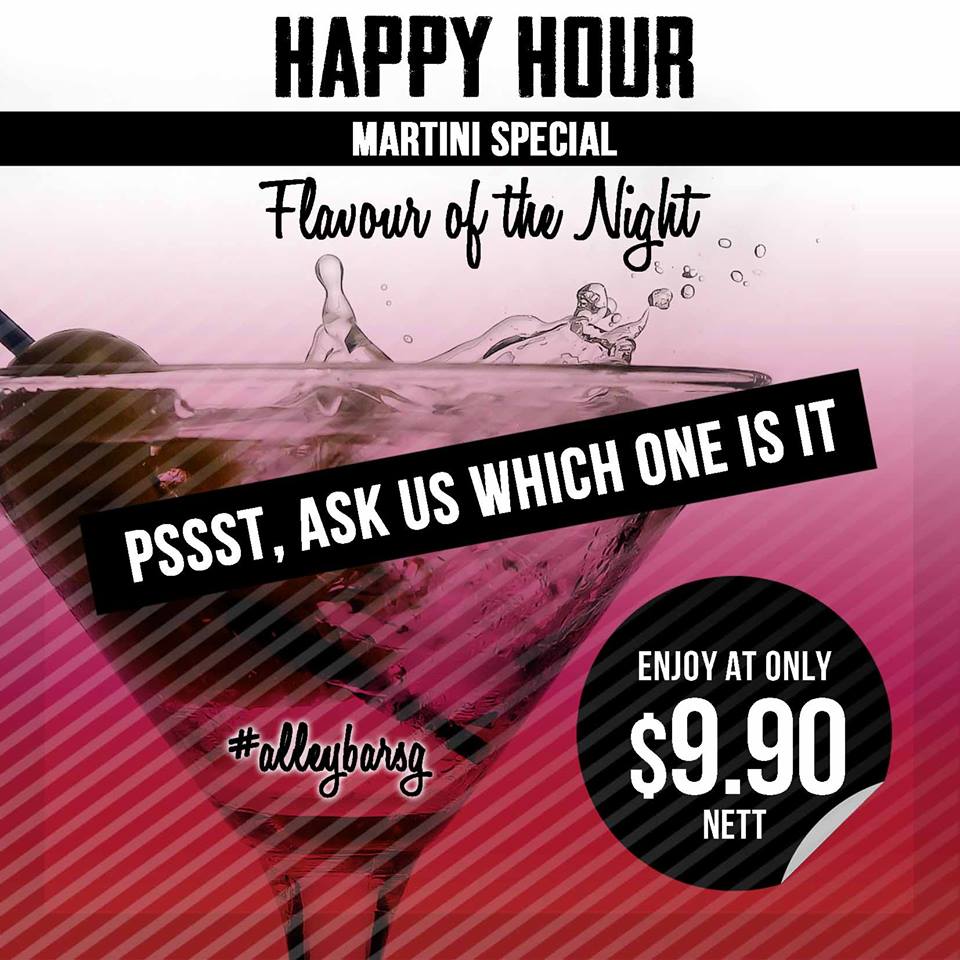 HAPPY HOUR
MARTINI SPECIAL
Flavour of the Night
PSSST, ASK US WHICH ONE IS IT
ENJOY AT ONLY
$9.90
NETT
#alleybarsg